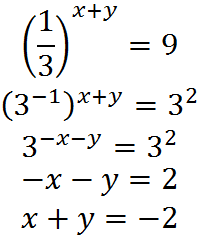 (1/3)^{x+y} = 9
(3^{-1})^{x+y} = 3^2
3^{-x-y} = 3^2
-x - y = 2
x + y = -2